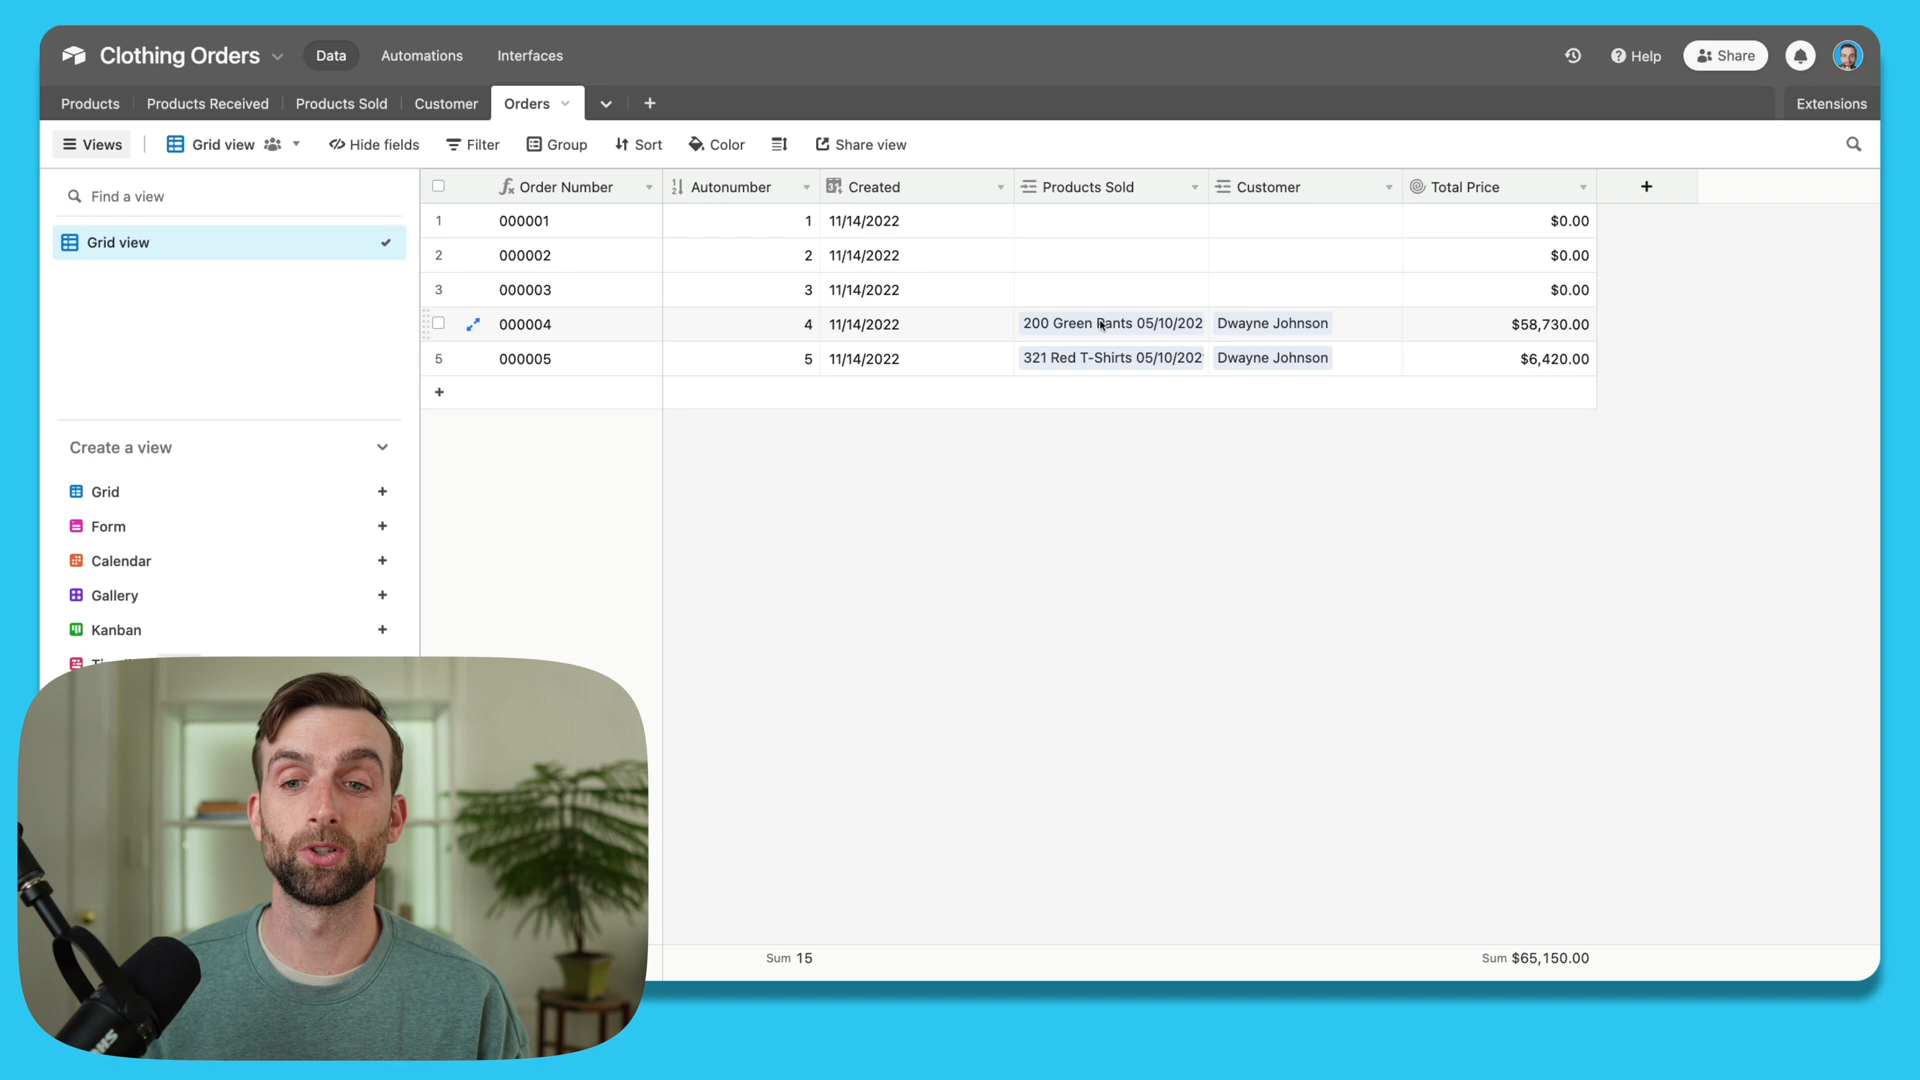 Clothing Orders Data Automations Interfaces Help Share
Products Products Received Products Sold Customer Orders Extensions
Views Grid view Hide fields Filter Group Sort Color Share view
Find a view
Grid view
Create a view
Grid
Form
Calendar
Gallery
Kanban
Order Number Autonumber Created Products Sold Customer Total Price
1 000001 1 11/14/2022 $0.00
2 000002 2 11/14/2022 $0.00
3 000003 3 11/14/2022 $0.00
000004 4 11/14/2022 200 Green Pants 05/10/202 Dwayne Johnson $58,730.00
5 000005 5 11/14/2022 321 Red T-Shirts 05/10/202 Dwayne Johnson $6,420.00
Sum 15 Sum $65,150.00